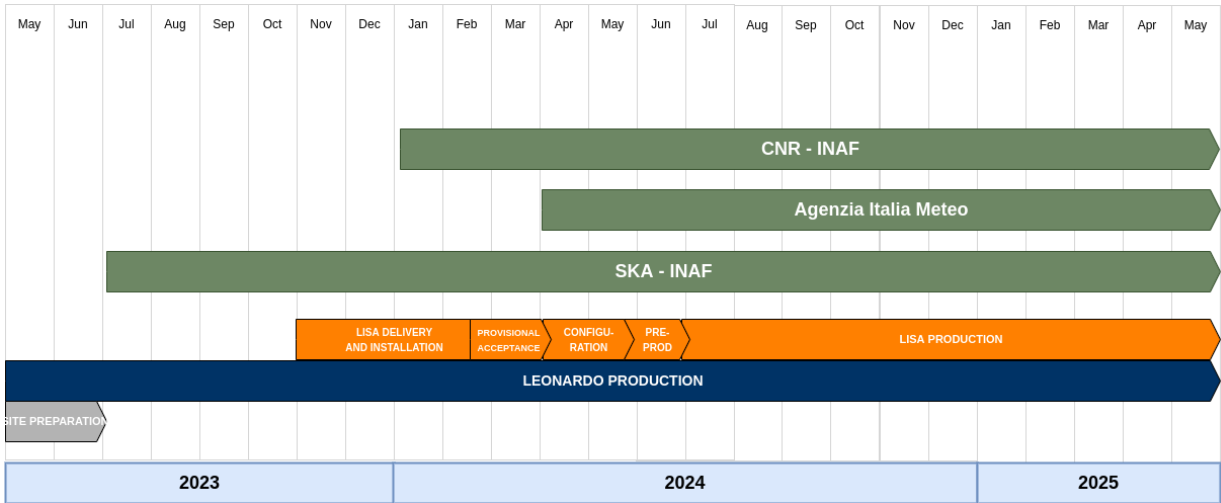 May Jun Jul Aug Sep Oct Nov Dec Jan Feb Mar Apr May Jun Jul Aug Sep Oct Nov Dec Jan Feb Mar Apr May
CNR - INAF
Agenzia Italia Meteo
SKA - INAF
LISA DELIVERY
AND INSTALLATION
PROVISIONAL
ACCEPTANCE
CONFIGU-
RATION
PRE-
PROD
LISA PRODUCTION
LEONARDO PRODUCTION
SITE PREPARATION
2023 2024 2025